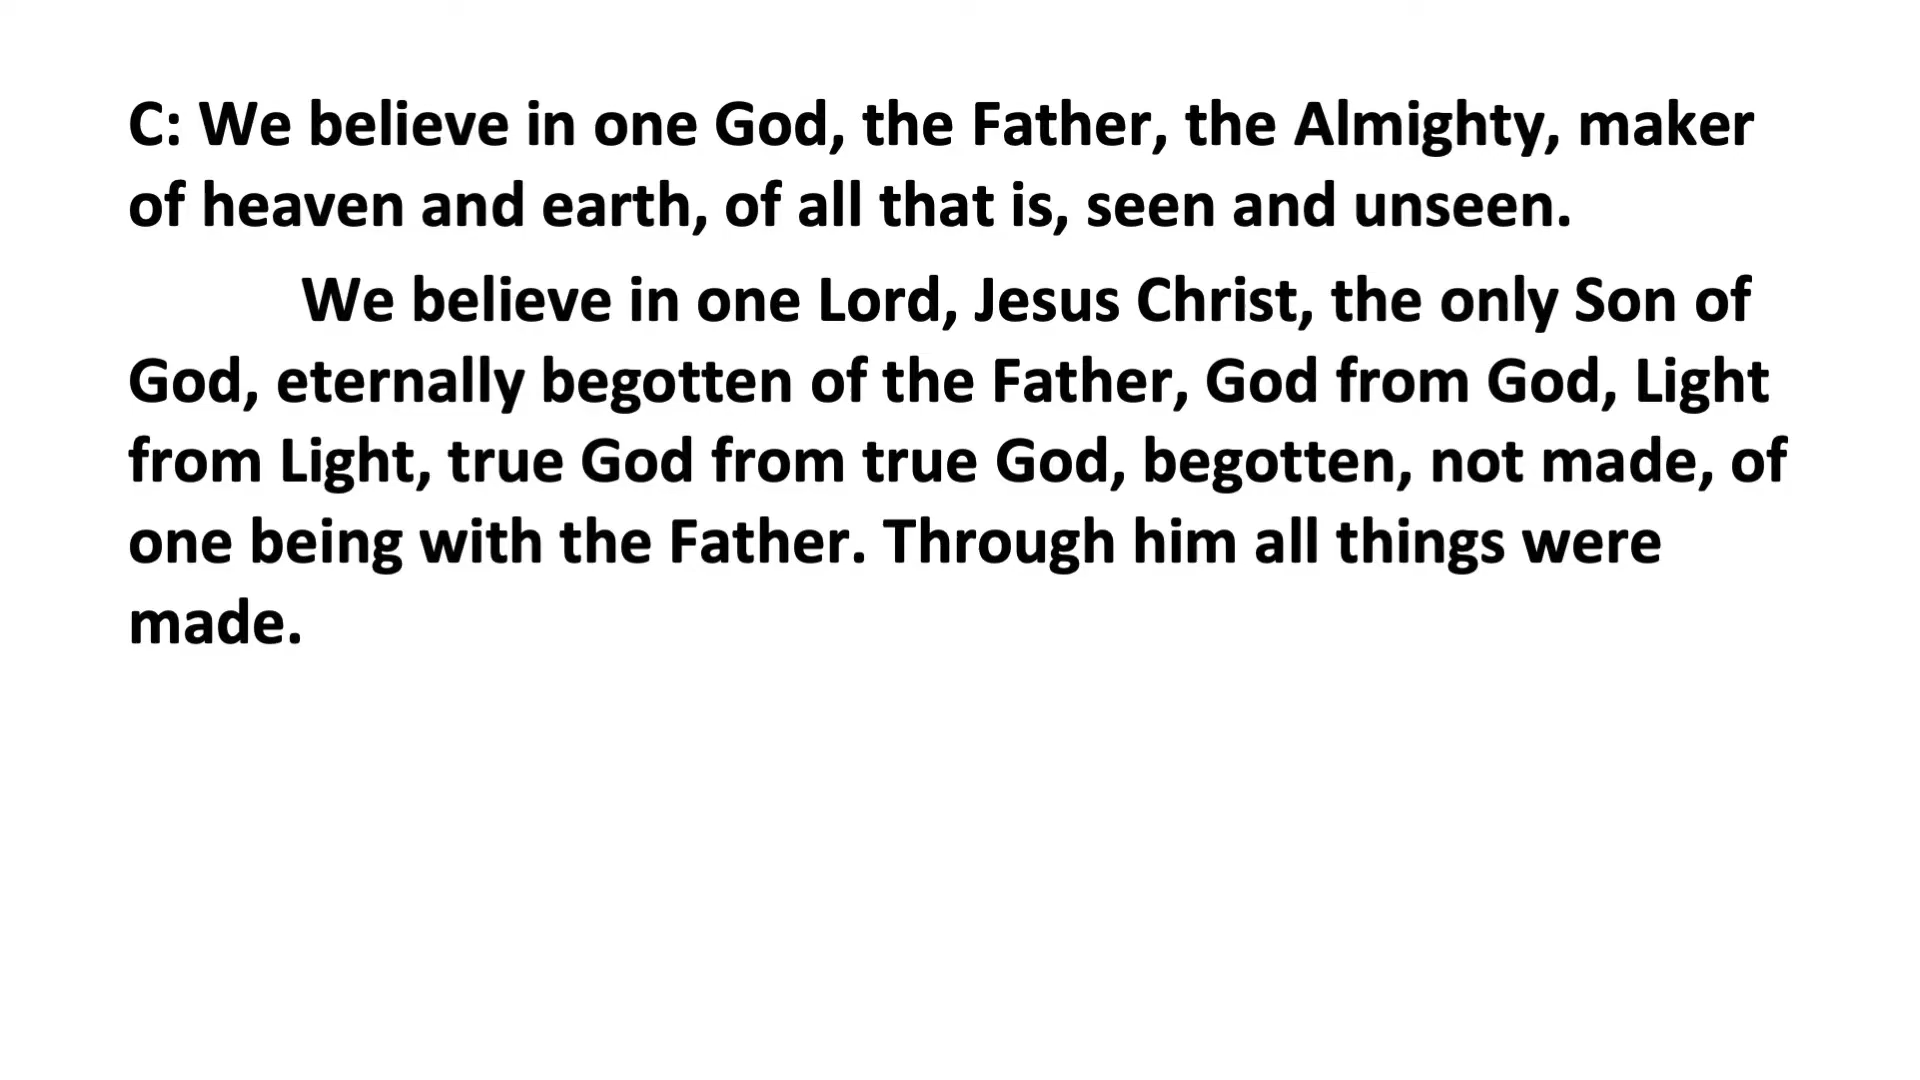 C: We believe in one God, the Father, the Almighty, maker
of heaven and earth, of all that is, seen and unseen.
We believe in one Lord, Jesus Christ, the only Son of
God, eternally begotten of the Father, God from God, Light
from Light, true God from true God, begotten, not made, of
one being with the Father. Through him all things were
made.